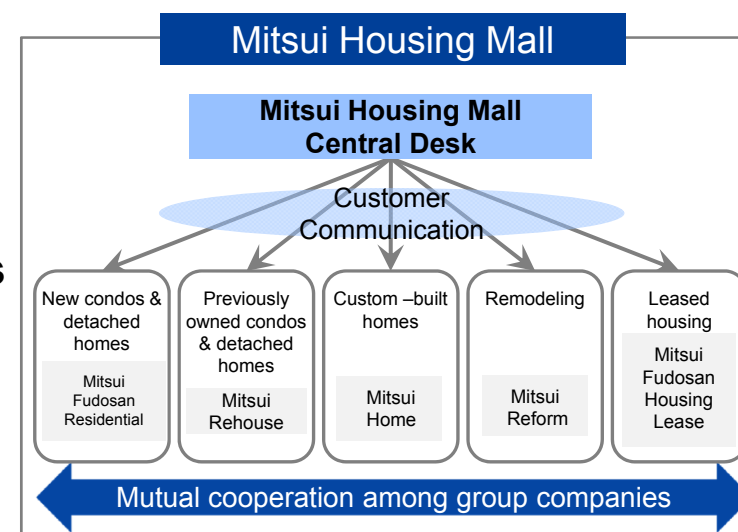 Mitsui Housing Mall
Mitsui Housing Mall
Central Desk
Customer
Communication
s
New condos &
detached
homes
Mitsui
Fudosan
Residential
Previously
owned condos
& detached
homes
Mitsui
Rehouse
Custom –built
homes
Mitsui
Home
Remodeling
Mitsui
Reform
Leased
housing
Mitsui
Fudosan
Housing
Lease
Mutual cooperation among group companies